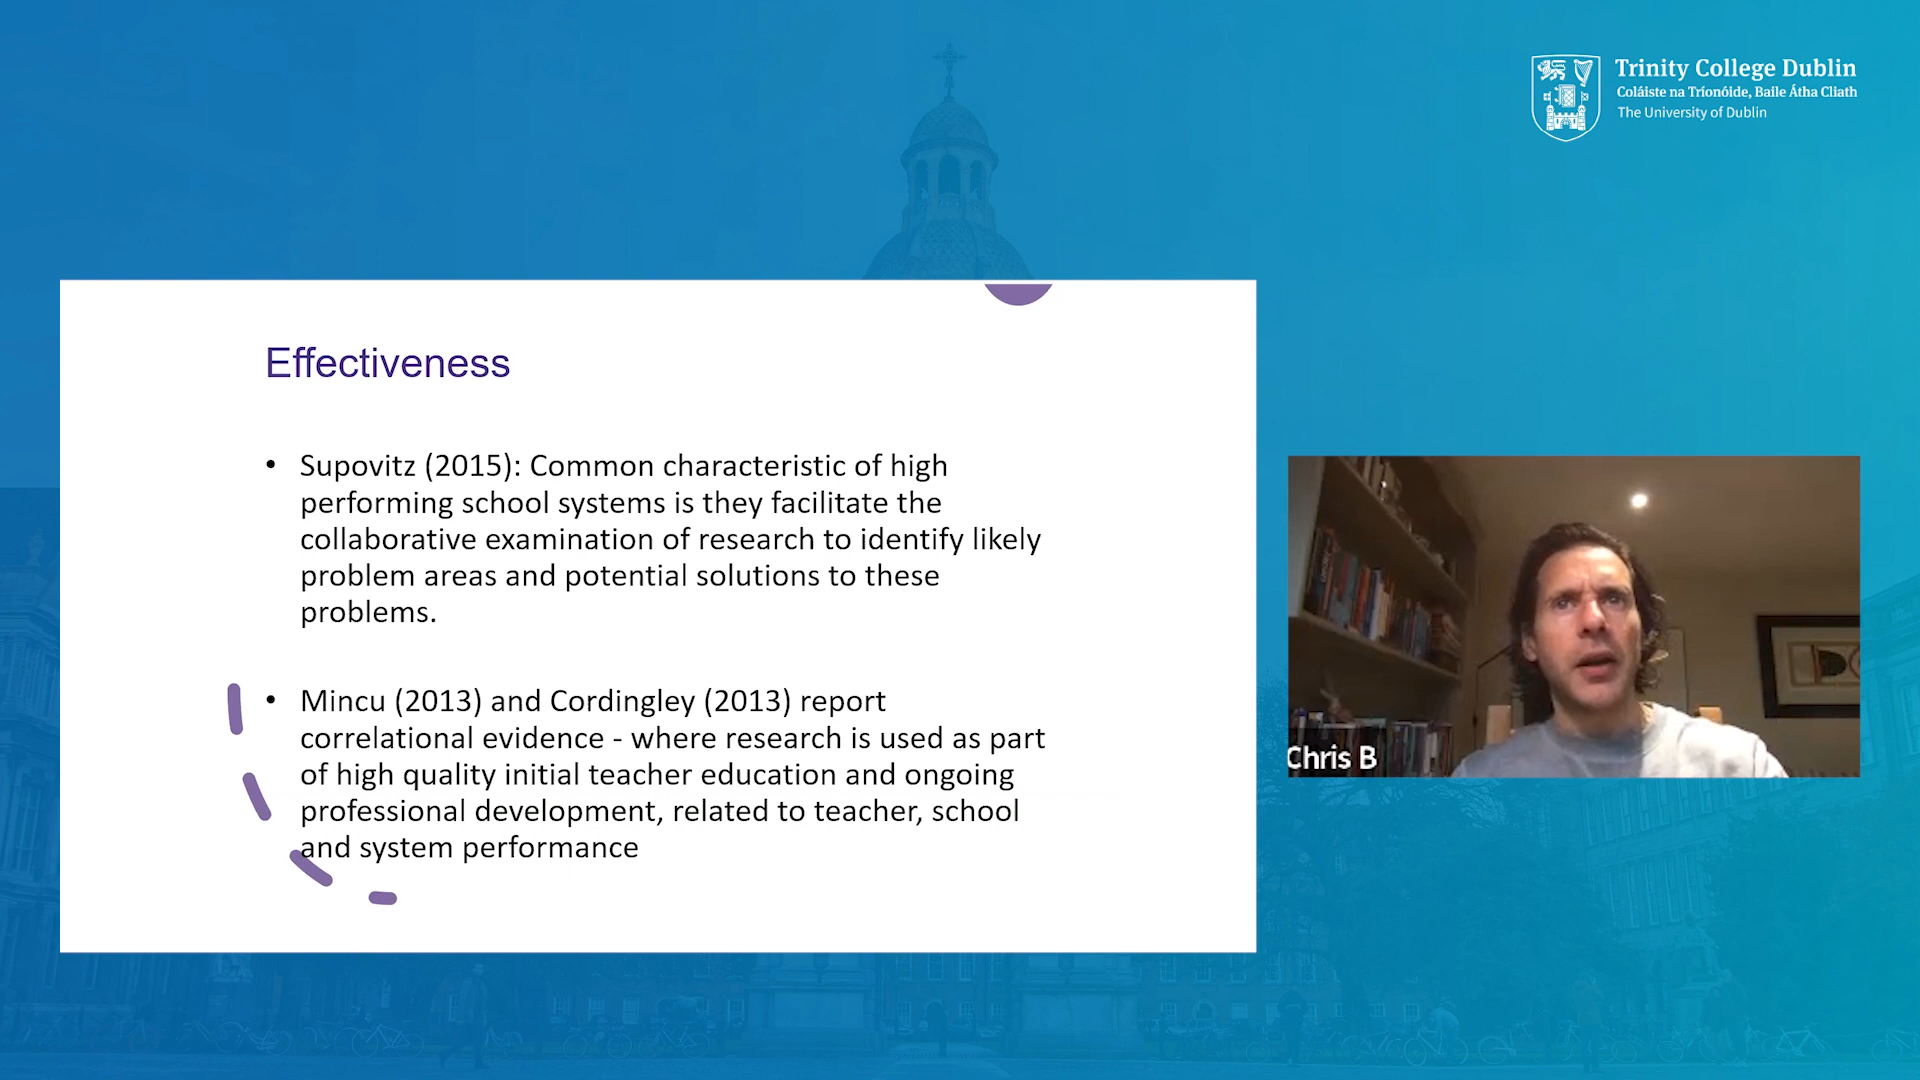 Trinity College Dublin
Coláiste na Tríonóide, Baile Átha Cliath
The University of Dublin
Effectiveness
• Supovitz (2015): Common characteristic of high
performing school systems is they facilitate the
collaborative examination of research to identify likely
problem areas and potential solutions to these
problems.
• Mincu (2013) and Cordingley (2013) report
correlational evidence - where research is used as part
of high quality initial teacher education and ongoing
professional development, related to teacher, school
and system performance
Chris B